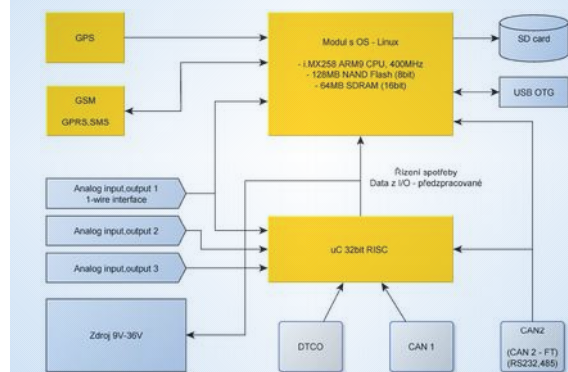 GPS
Modul s OS - Linux
- i.MX258 ARM9 CPU, 400MHz
- 128MB NAND Flash (8bit)
- 64MB SDRAM (16bit)
SD card
USB OTG
GSM
GPRS,SMS
Řízení spotřeby
Data z I/O - předzpracované
Analog input,output 1
1-wire interface
Analog input,output 2
Analog input,output 3
uC 32bit RISC
Zdroj 9V-36V
DTCO
CAN 1
CAN2
(CAN 2 - FT)
(RS232,485)